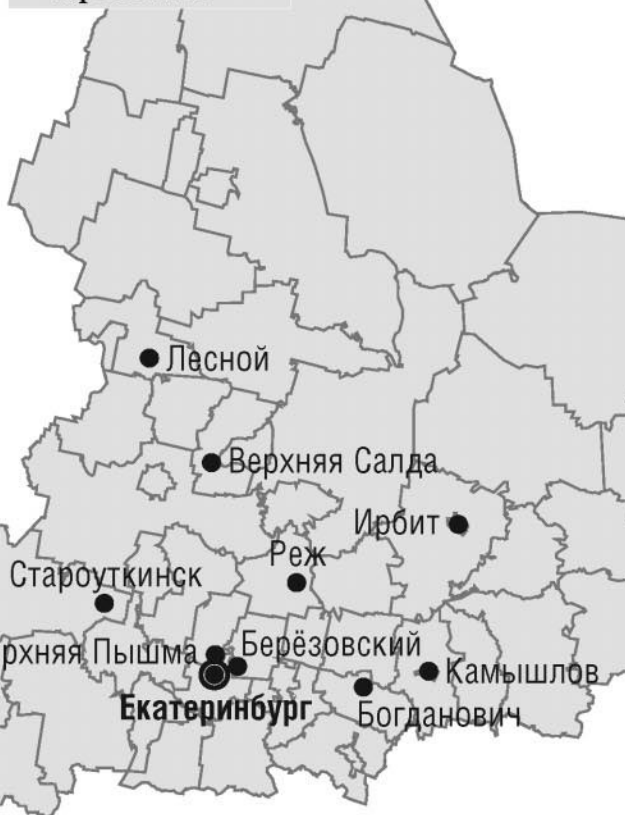 Лесной
Верхняя Салда
Ирбит
Реж
Староуткинск
рхняя Пышма
Берёзовский
Камышлов
Екатеринбург
Богданович